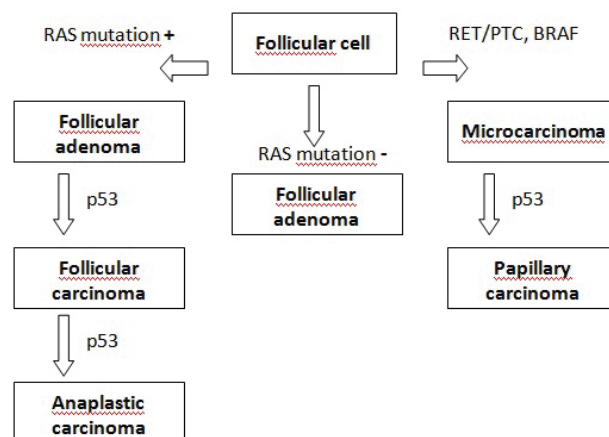 RAS mutation +
Follicular cell
RET/PTC, BRAF
Follicular
adenoma
Microcarcinoma
RAS mutation -
Follicular
adenoma
p53
p53
Follicular
carcinoma
Papillary
carcinoma
p53
Anaplastic
carcinoma